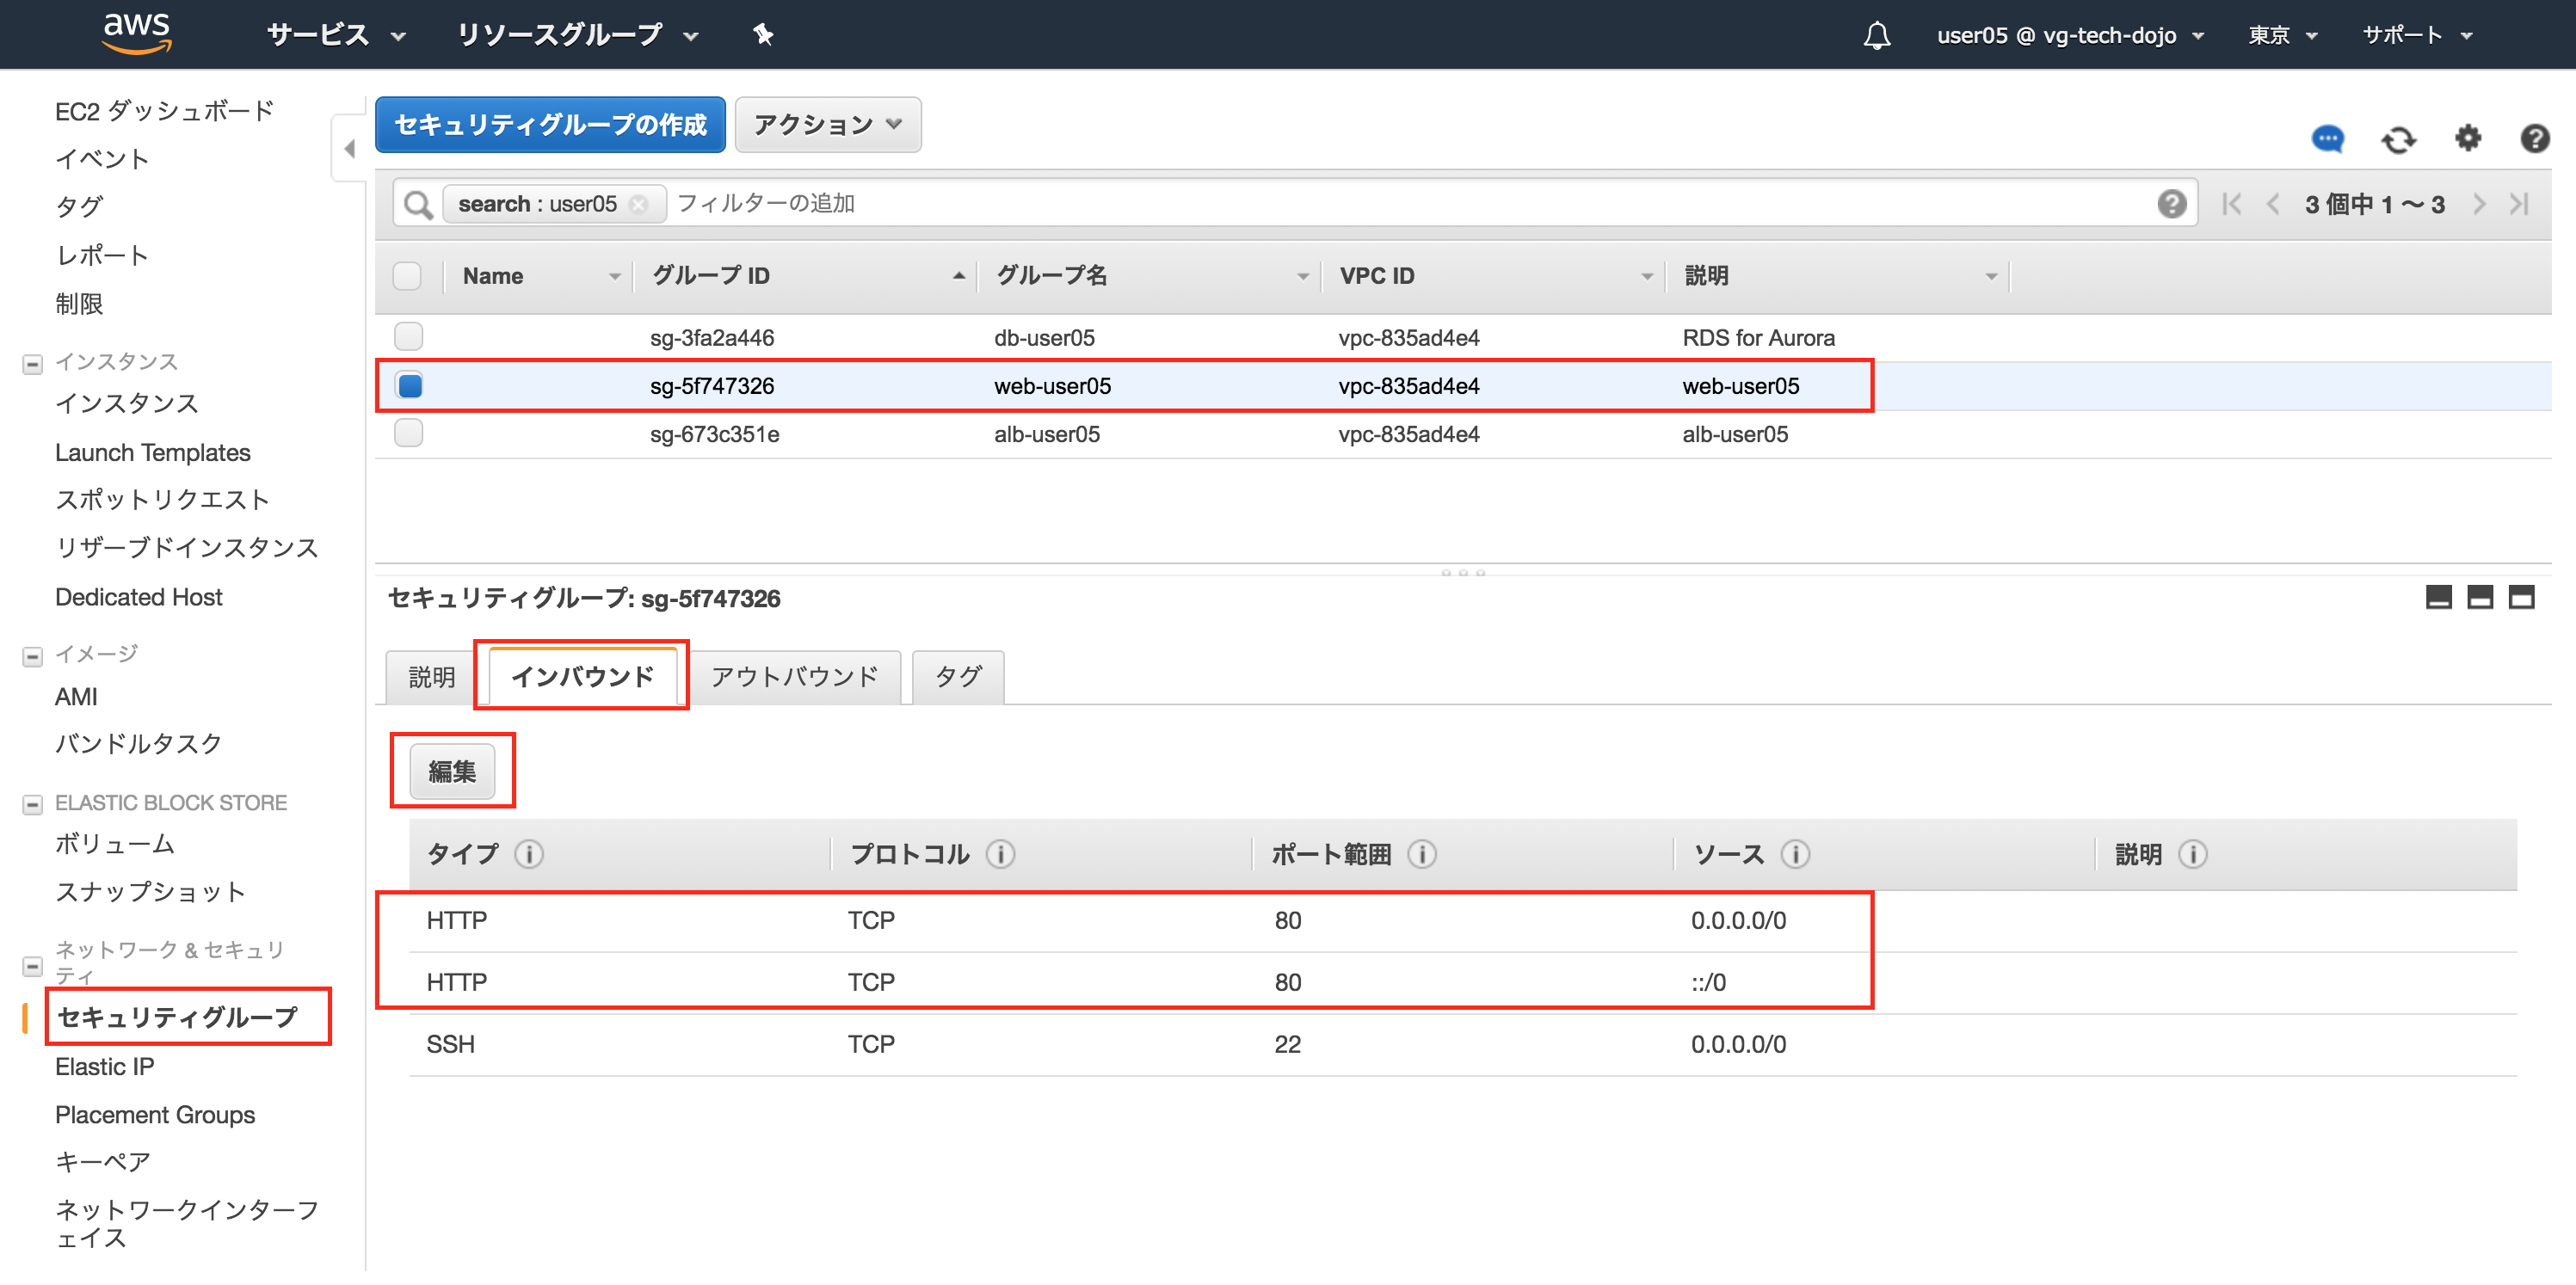 aws サービス リソースグループ user05 @ vg-tech-dojo 東京 サポート
EC2 ダッシュボード
イベント
タグ
レポート
制限
インスタンス
インスタンス
Launch Templates
スポットリクエスト
リザーブドインスタンス
Dedicated Host
イメージ
AMI
バンドルタスク
ELASTIC BLOCK STORE
ボリューム
スナップショット
ネットワーク & セキュリ
ティ
セキュリティグループ
Elastic IP
Placement Groups
キーペア
ネットワークインターフ
ェイス
セキュリティグループの作成 アクション
search : user05 フィルターの追加 3 個中 1 〜 3
Name グループ ID グループ名 VPC ID 説明
sg-3fa2a446 db-user05 vpc-835ad4e4 RDS for Aurora
sg-5f747326 web-user05 vpc-835ad4e4 web-user05
sg-673c351e alb-user05 vpc-835ad4e4 alb-user05
セキュリティグループ: sg-5f747326
説明 インバウンド アウトバウンド タグ
編集
タイプ プロトコル ポート範囲 ソース 説明
HTTP TCP 80 0.0.0.0/0
HTTP TCP 80 ::/0
SSH TCP 22 0.0.0.0/0